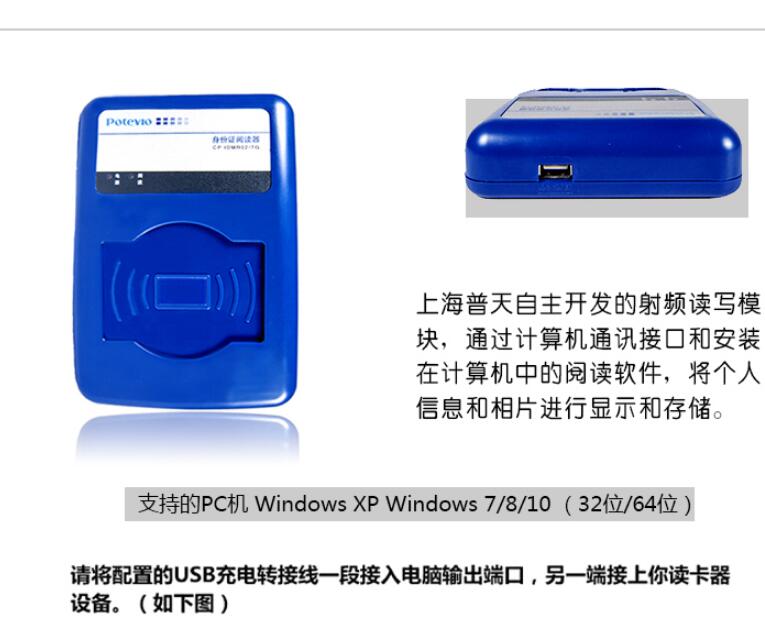 Potevio
身份证阅读器
CP IDMR02/TG
上海普天自主开发的射频读写模
块，通过计算机通讯接口和安装
在计算机中的阅读软件，将个人
信息和相片进行显示和存储。
支持的PC机 Windows XP Windows 7/8/10 （32位/64位）
请将配置的USB充电转接线一段接入电脑输出端口，另一端接上你读卡器
设备。（如下图）